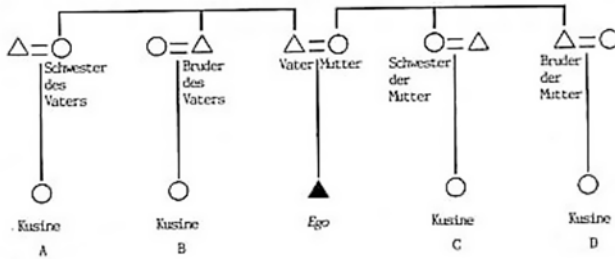 Schwester
des
Vaters
Bruder
des
Vaters
Vater Mutter
Schwester
der
Mutter
Bruder
der
Mutter
Kusine
A
Kusine
B
Ego
Kusine
C
Kusine
D